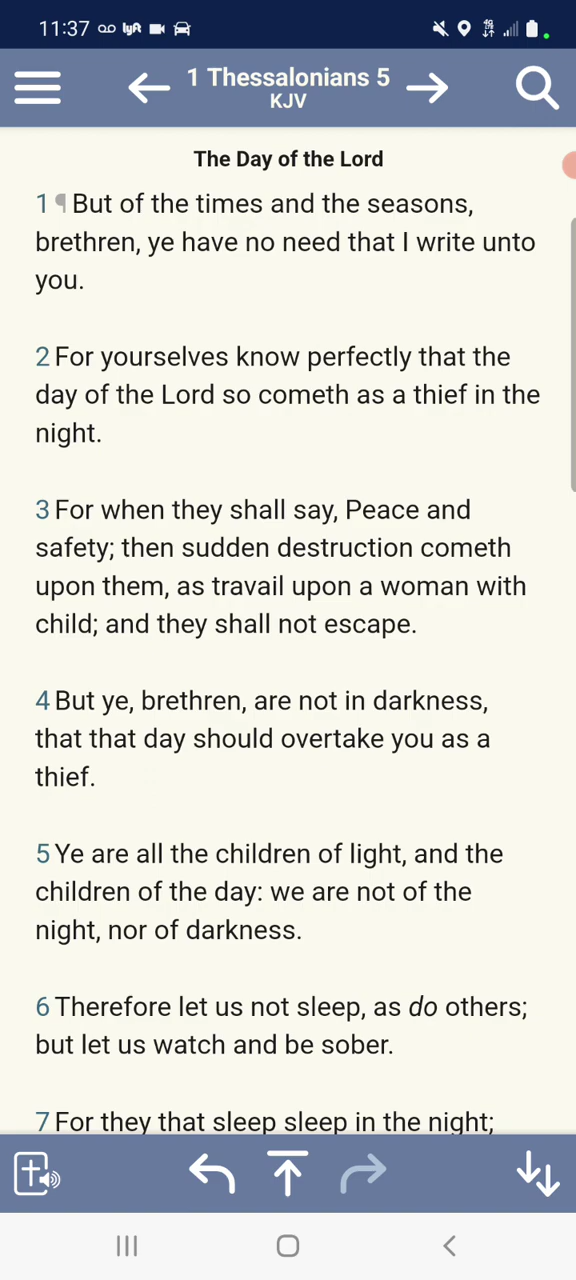 11:37 lyft
1 Thessalonians 5
KJV
The Day of the Lord
1 ¶ But of the times and the seasons,
brethren, ye have no need that I write unto
you.
2 For yourselves know perfectly that the
day of the Lord so cometh as a thief in the
night.
3 For when they shall say, Peace and
safety; then sudden destruction cometh
upon them, as travail upon a woman with
child; and they shall not escape.
4 But ye, brethren, are not in darkness,
that that day should overtake you as a
thief.
5 Ye are all the children of light, and the
children of the day: we are not of the
night, nor of darkness.
6 Therefore let us not sleep, as do others;
but let us watch and be sober.
7 For they that sleep sleep in the night;